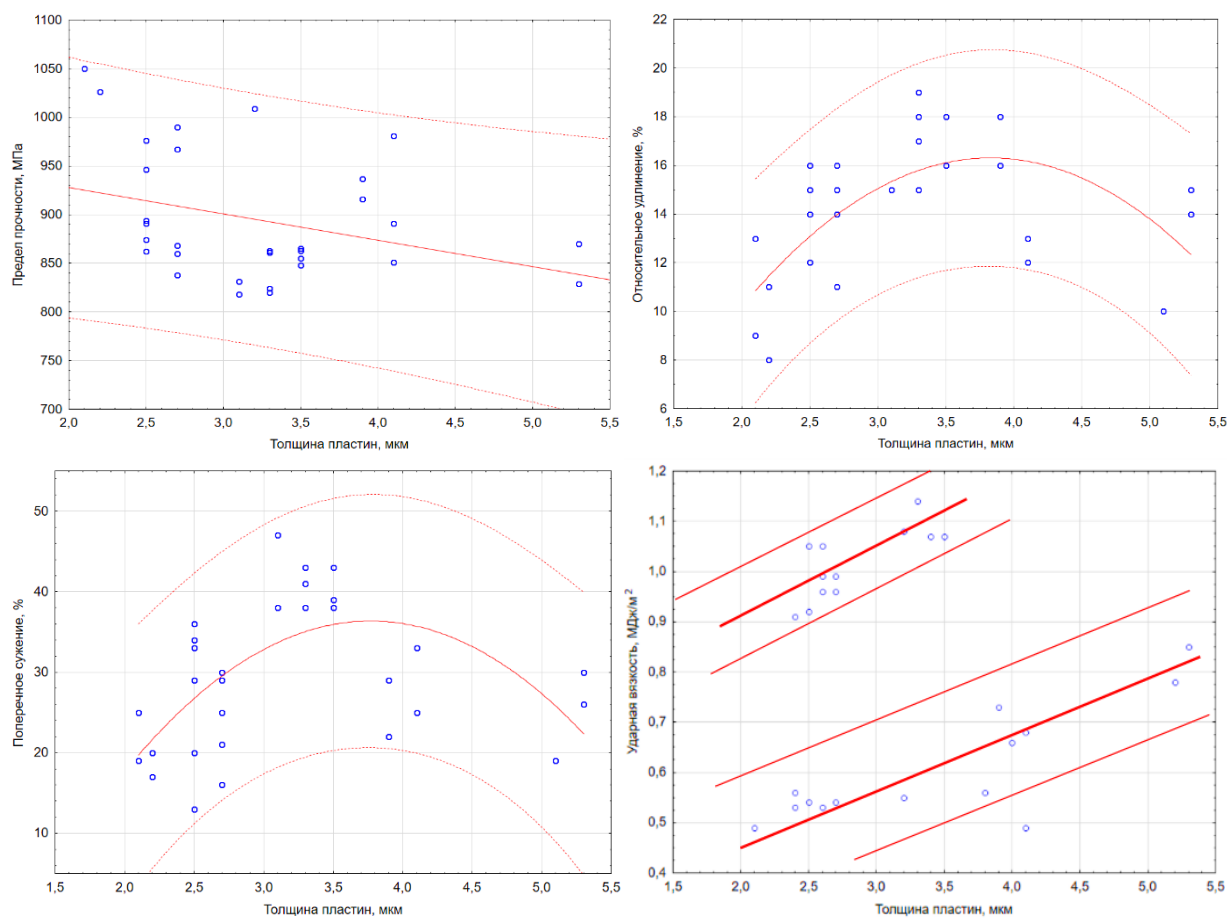 Предел прочности, МПа
1100
1050
1000
950
900
850
800
750
700
2,0 2,5 3,0 3,5 4,0 4,5 5,0 5,5
Толщина пластин, мкм
Относительное удлинение, %
22
20
18
16
14
12
10
8
6
1,5 2,0 2,5 3,0 3,5 4,0 4,5 5,0 5,5
Толщина пластин, мкм
Поперечное сужение, %
50
40
30
20
10
1,5 2,0 2,5 3,0 3,5 4,0 4,5 5,0 5,5
Толщина пластин, мкм
Ударная вязкость, МДж/м²
1,2
1,1
1,0
0,9
0,8
0,7
0,6
0,5
0,4
1,5 2,0 2,5 3,0 3,5 4,0 4,5 5,0 5,5
Толщина пластин, мкм